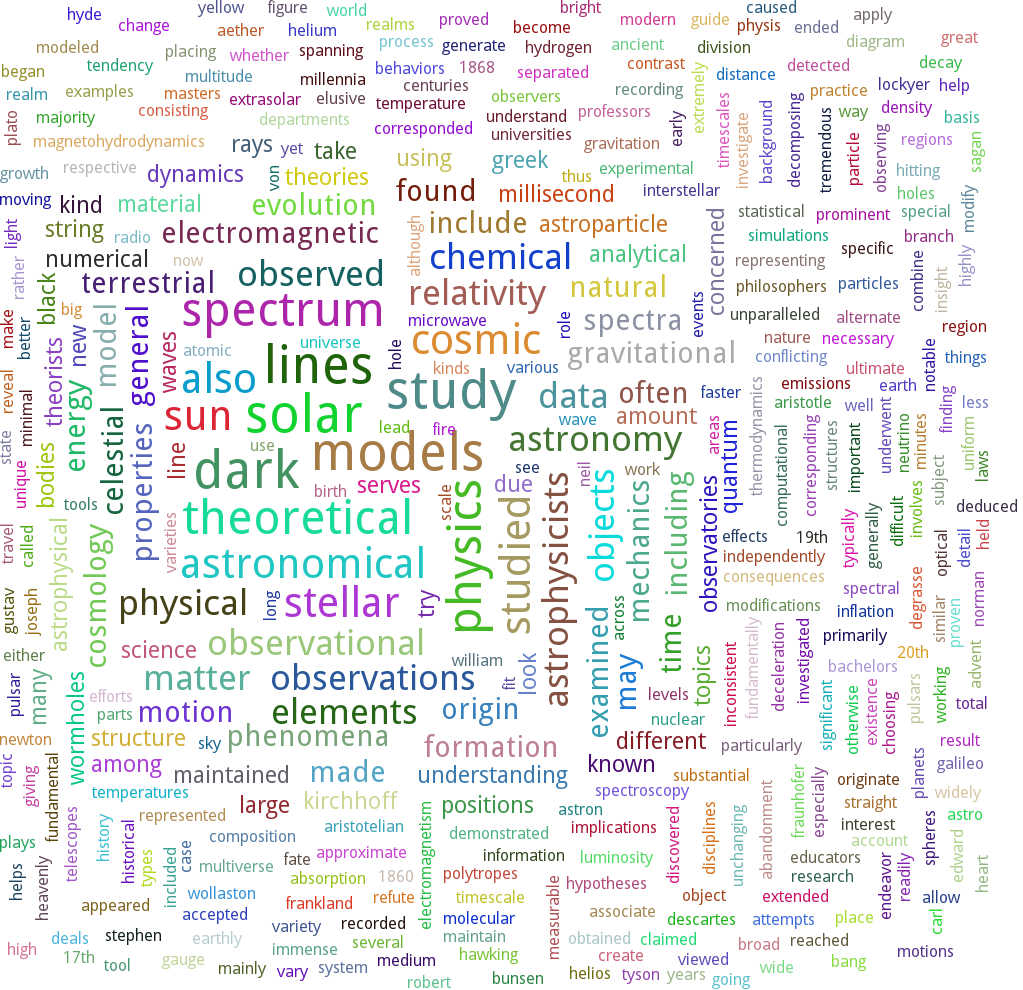 hyde
yellow
figure
world
bright
caused
change
aether
helium
realms
proved
become
modern
guide
physis
ended
apply
modeled
placing
whether
spanning
process
generate
hydrogen
ancient
division
diagram
great
began
tendency
multitude
millennia
behaviors
1868
separated
contrast
distance
detected
decay
realm
examples
masters
extrasolar
elusive
centuries
observers
recording
extremely
practice
lockyer
help
plato
majority
consisting
departments
temperature
understand
professors
early
timescales
investigate
background
decomposing
tremendous
way
density
basis
magnetohydrodynamics
rays
yet
take
corresponded
universities
gravitation
particle
observing
regions
sagan
growth
respective
dynamics
von
theories
using
greek
thus
experimental
hitting
moving
kind
material
evolution
found
millisecond
interstellar
holes
modify
light
string
radio
electromagnetic
although
include
astroparticle
concerned
statistical
prominent
special
rather
numerical
now
observed
chemical
analytical
simulations
specific
branch
highly
black
terrestrial
relativity
natural
representing
philosophers
particles
combine
insight
make
better
big
new
model
general
spectrum
microwave
role
spectra
events
unparalleled
alternate
region
theorists
waves
atomic
universe
lines
hole
cosmic
gravitational
nature
necessary
conflicting
notable
things
reveal
minimal
energy
also
kinds
various
study
data
often
faster
emissions
ultimate
earth
less
sun
solar
lead
fire
wave
amount
areas
thermodynamics
aristotle
well
underwent
finding
state
unique
bodies
celestial
properties
line
use
dark
models
astronomy
quantum
computational
corresponding
structures
important
neutrino
minutes
uniform
laws
tools
birth
serves
scale
see
due
neil
work
subject
deduced
travel
called
astrophysical
cosmology
varieties
theoretical
physics
studied
astrophysicists
objects
mechanics
including
observatories
effects
19th
typically
generally
difficult
involves
optical
detail
held
astronomical
independently
consequences
gustav
joseph
physical
long
stellar
try
examined
across
time
modifications
spectral
inflation
degrasse
similar
proven
norman
either
science
observational
william
look
may
topics
inconsistent
fundamentally
deceleration
investigated
primarily
20th
advent
pulsar
many
wormholes
matter
observations
fit
levels
bachelors
pulsars
working
total
efforts
parts
motion
elements
origin
nuclear
significant
otherwise
existence
choosing
newton
structure
sky
phenomena
formation
different
particularly
result
topic
giving
fundamental
among
maintained
made
understanding
known
substantial
originate
planets
galileo
temperatures
spectroscopy
widely
large
kirchhoff
positions
astron
discovered
disciplines
unchanging
abandonment
fraunhofer
especially
straight
spheres
astro
plays
telescopes
history
historical
represented
aristotelian
electromagnetism
demonstrated
implications
interest
account
edward
heart
types
included
case
composition
multiverse
fate
approximate
information
luminosity
educators
research
helps
heavenly
absorption
1860
polytropes
measurable
hypotheses
object
extended
endeavor
readily
allow
appeared
wollaston
frankland
refute
timescale
associate
descartes
attempts
place
carl
accepted
variety
recorded
molecular
high
deals
stephen
earthly
immense
several
maintain
obtained
claimed
broad
reached
motions
17th
tool
gauge
mainly
vary
system
medium
hawking
create
viewed
wide
bang
robert
bunsen
helios
tyson
years
going